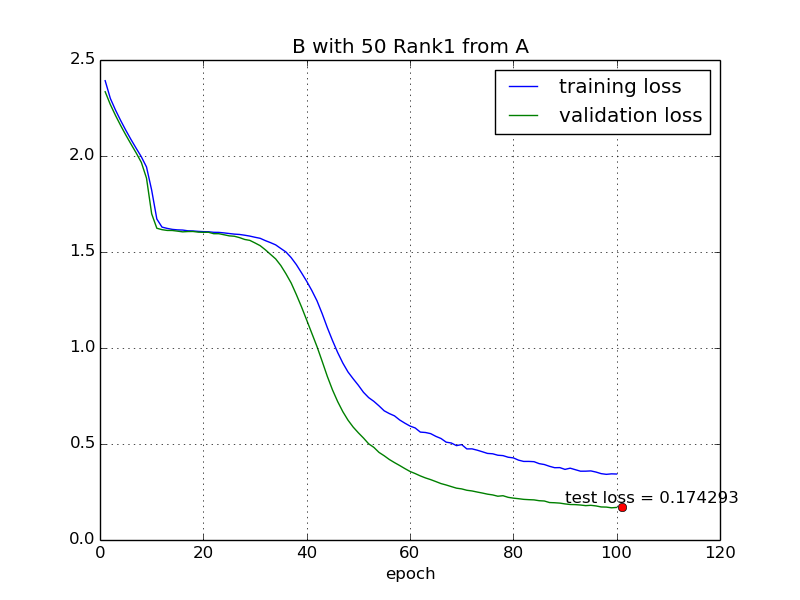 B with 50 Rank1 from A
2.5
2.0
1.5
1.0
0.5
0.0
training loss
validation loss
test loss = 0.174293
0 20 40 60 80 100 120
epoch